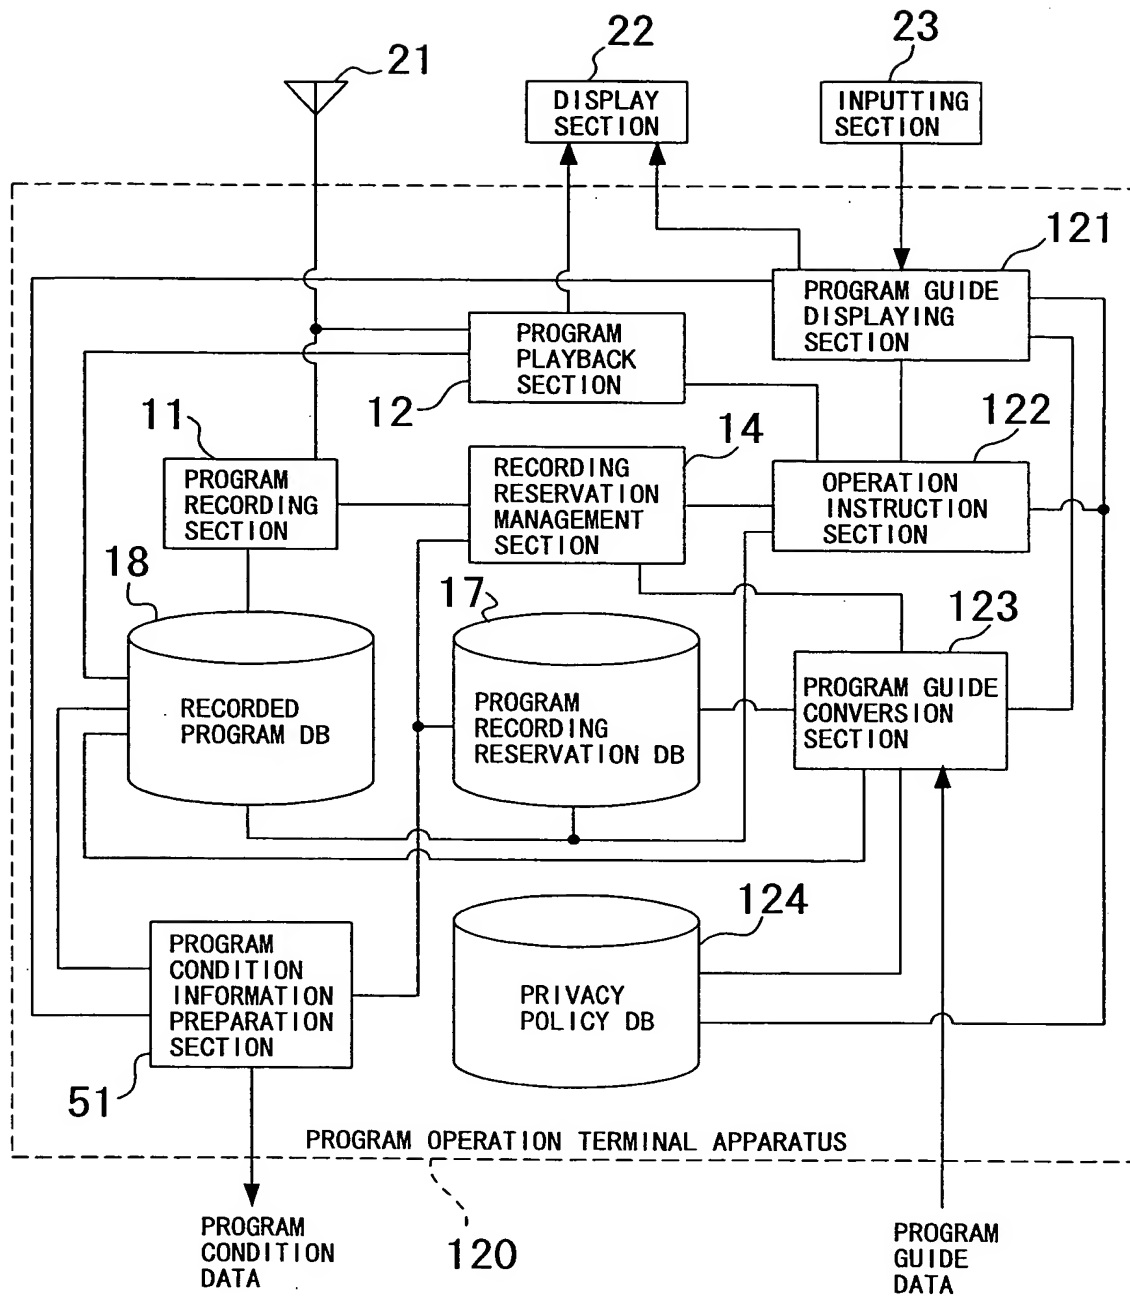 21
22
23
DISPLAY
SECTION
INPUTTING
SECTION
121
PROGRAM GUIDE
DISPLAYING
SECTION
PROGRAM
PLAYBACK
SECTION
12
11
14
122
PROGRAM
RECORDING
SECTION
RECORDING
RESERVATION
MANAGEMENT
SECTION
OPERATION
INSTRUCTION
SECTION
18
17
123
RECORDED
PROGRAM DB
PROGRAM
RECORDING
RESERVATION DB
PROGRAM GUIDE
CONVERSION
SECTION
124
PROGRAM
CONDITION
INFORMATION
PREPARATION
SECTION
PRIVACY
POLICY DB
51
PROGRAM OPERATION TERMINAL APPARATUS
120
PROGRAM
CONDITION
DATA
PROGRAM
GUIDE
DATA